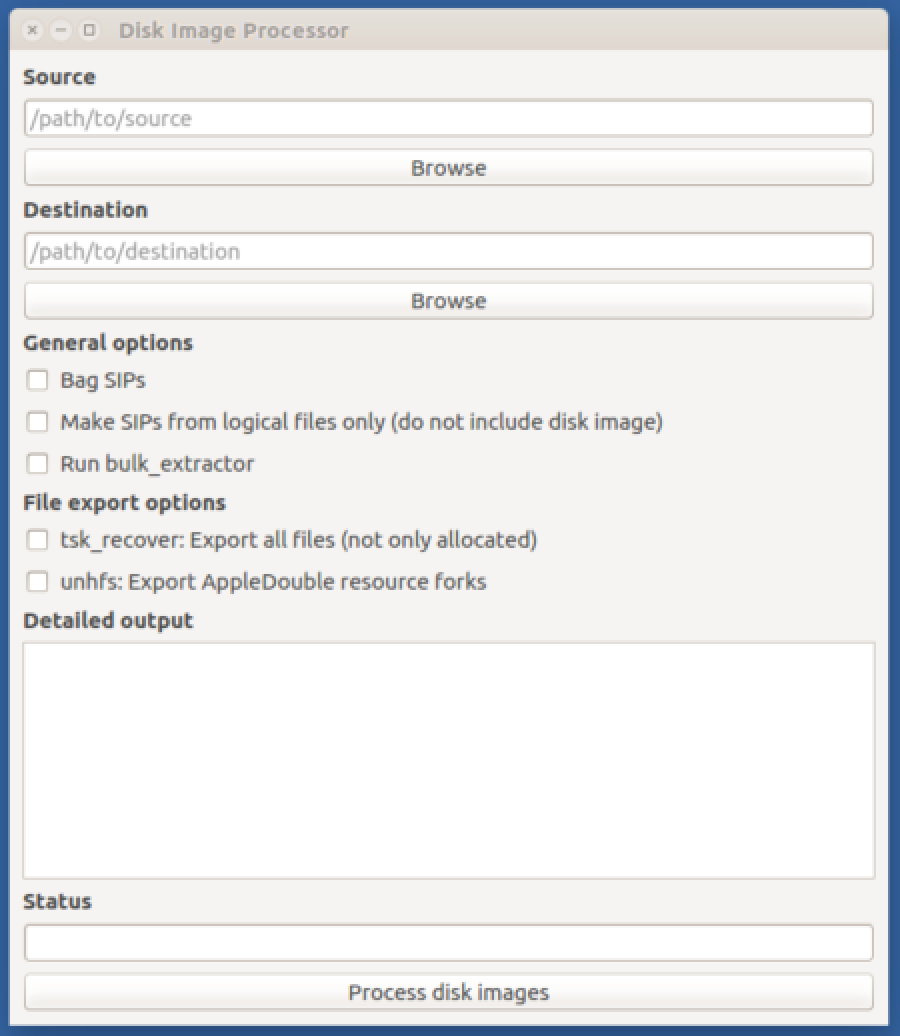 Disk Image Processor
Source
/path/to/source
Browse
Destination
/path/to/destination
Browse
General options
Bag SIPs
Make SIPs from logical files only (do not include disk image)
Run bulk_extractor
File export options
tsk_recover: Export all files (not only allocated)
unhfs: Export AppleDouble resource forks
Detailed output
Status
Process disk images